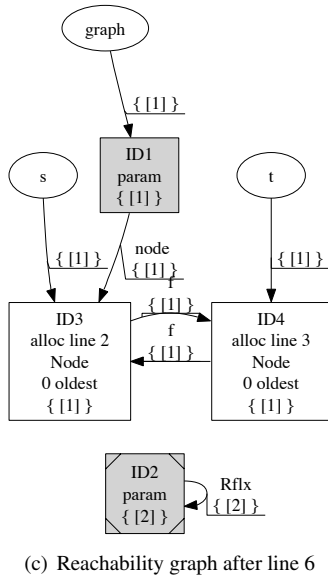 graph
{ [1] }
ID1
param
{ [1] }
s
t
{ [1] }
node
{ [1] }
{ [1] }
f
{ [1] }
f
{ [1] }
ID3
alloc line 2
Node
0 oldest
{ [1] }
ID4
alloc line 3
Node
0 oldest
{ [1] }
ID2
param
{ [2] }
Rflx
{ [2] }
(c) Reachability graph after line 6